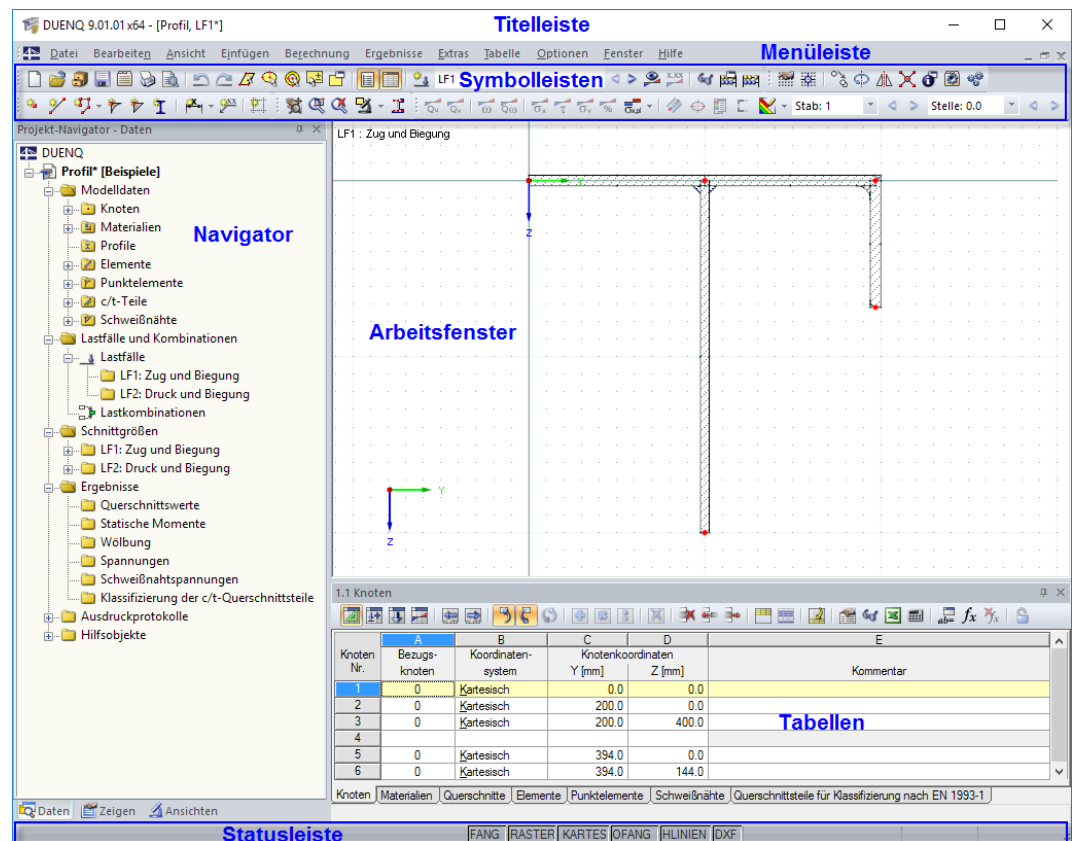 DUENQ 9.01.01 x64 - [Profil, LF1*]
Titelleiste
Datei Bearbeiten Ansicht Einfügen Berechnung Ergebnisse Extras Tabelle Optionen Fenster Hilfe
Menüleiste
LF1
Symbolleisten
Stab: 1
Stelle: 0.0
Projekt-Navigator - Daten
DUENQ
Profil* [Beispiele]
Modelldaten
Knoten
Materialien
Profile
Elemente
Punktelemente
c/t-Teile
Schweißnähte
Lastfälle und Kombinationen
Lastfälle
LF1: Zug und Biegung
LF2: Druck und Biegung
Lastkombinationen
Schnittgrößen
LF1: Zug und Biegung
LF2: Druck und Biegung
Ergebnisse
Querschnittswerte
Statische Momente
Wölbung
Spannungen
Schweißnahtspannungen
Klassifizierung der c/t-Querschnittsteile
Ausdruckprotokolle
Hilfsobjekte
Navigator
Daten Zeigen Ansichten
LF1 : Zug und Biegung
Y
Z
Arbeitsfenster
Y
Z
1.1 Knoten
A B C D E
Knoten Bezugs- Koordinaten- Knotenkoordinaten
Nr. knoten system Y [mm] Z [mm] Kommentar
1 0 Kartesisch 0.0 0.0
2 0 Kartesisch 200.0 0.0
3 0 Kartesisch 200.0 400.0
4
5 0 Kartesisch 394.0 0.0
6 0 Kartesisch 394.0 144.0
Tabellen
Knoten Materialien Querschnitte Elemente Punktelemente Schweißnähte Querschnittsteile für Klassifizierung nach EN 1993-1
Statusleiste
FANG RASTER KARTES OFANG HLINIEN DXF